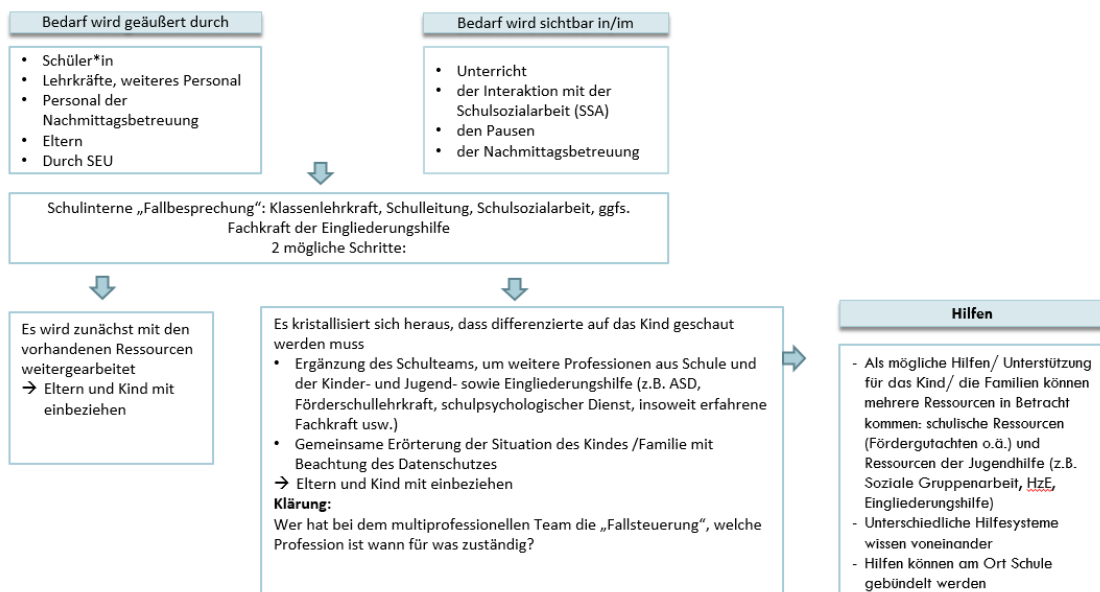 Bedarf wird geäußert durch
• Schüler*in
• Lehrkräfte, weiteres Personal
• Personal der
Nachmittagsbetreuung
• Eltern
• Durch SEU
Bedarf wird sichtbar in/im
• Unterricht
• der Interaktion mit der
Schulsozialarbeit (SSA)
• den Pausen
• der Nachmittagsbetreuung
Schulinterne „Fallbesprechung“: Klassenlehrkraft, Schulleitung, Schulsozialarbeit, ggfs.
Fachkraft der Eingliederungshilfe
2 mögliche Schritte:
Es wird zunächst mit den
vorhandenen Ressourcen
weitergearbeitet
→ Eltern und Kind mit
einbeziehen
Es kristallisiert sich heraus, dass differenzierte auf das Kind geschaut
werden muss
• Ergänzung des Schulteams, um weitere Professionen aus Schule und
der Kinder- und Jugend- sowie Eingliederungshilfe (z.B. ASD,
Förderschullehrkraft, schulpsychologischer Dienst, insoweit erfahrene
Fachkraft usw.)
• Gemeinsame Erörterung der Situation des Kindes /Familie mit
Beachtung des Datenschutzes
→ Eltern und Kind mit einbeziehen
Klärung:
Wer hat bei dem multiprofessionellen Team die „Fallsteuerung“, welche
Profession ist wann für was zuständig?
Hilfen
- Als mögliche Hilfen/ Unterstützung
für das Kind/ die Familien können
mehrere Ressourcen in Betracht
kommen: schulische Ressourcen
(Fördergutachten o.ä.) und
Ressourcen der Jugendhilfe (z.B.
Soziale Gruppenarbeit, HzE,
Eingliederungshilfe)
- Unterschiedliche Hilfesysteme
wissen voneinander
- Hilfen können am Ort Schule
gebündelt werden